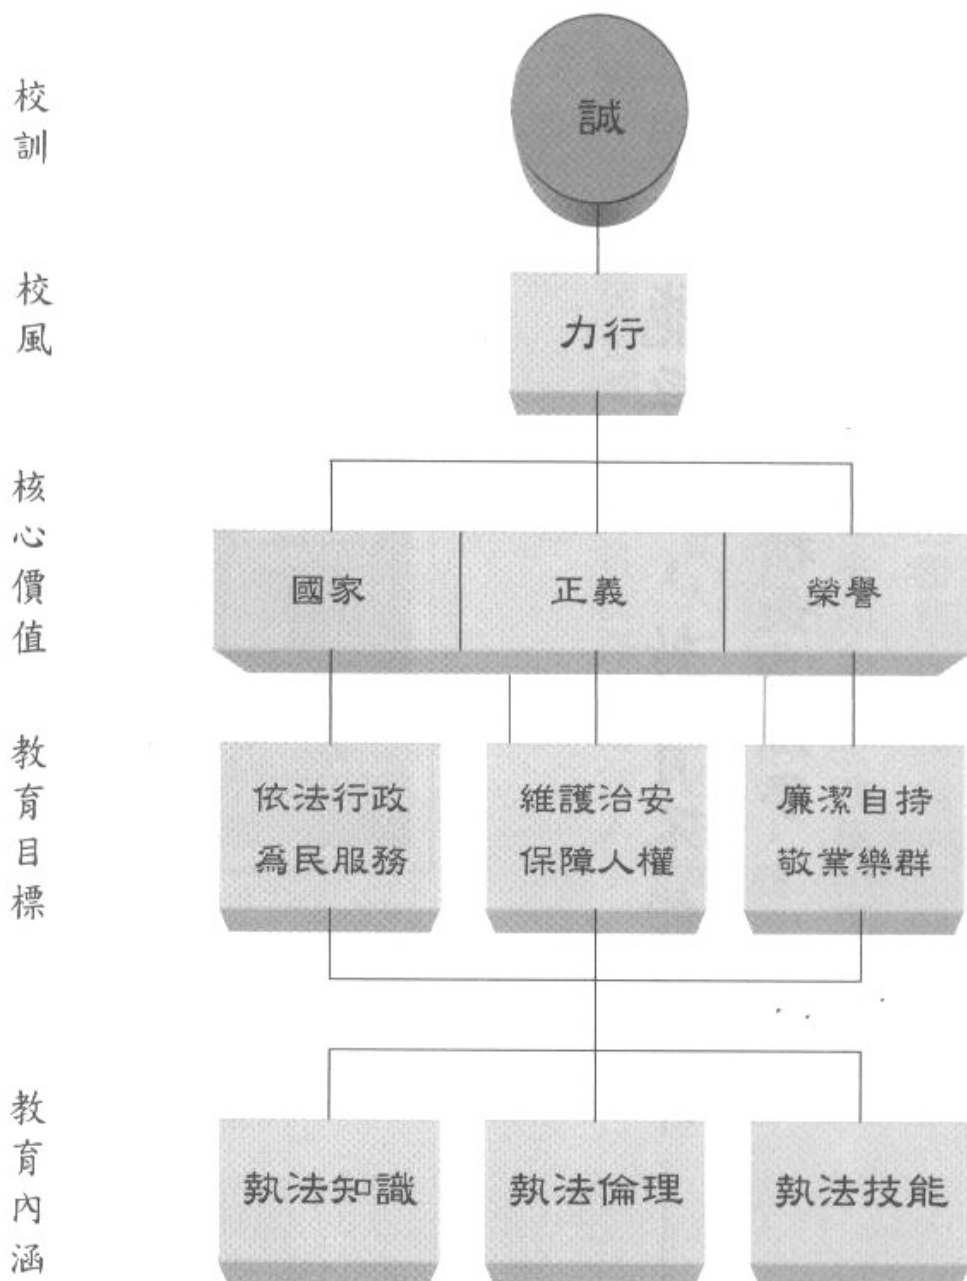 校訓
誠
校風
力行
核心價值
國家
正義
榮譽
教育目標
依法行政
為民服務
維護治安
保障人權
廉潔自持
敬業樂群
教育內涵
執法知識
執法倫理
執法技能